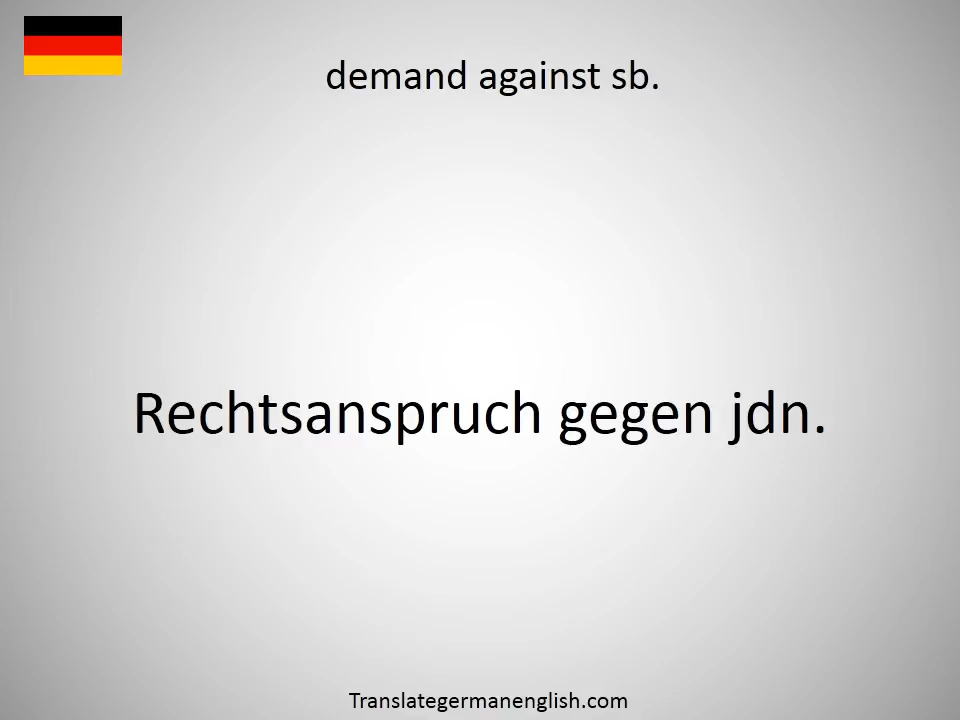 demand against sb.
Rechtsanspruch gegen jdn.
Translategermanenglish.com